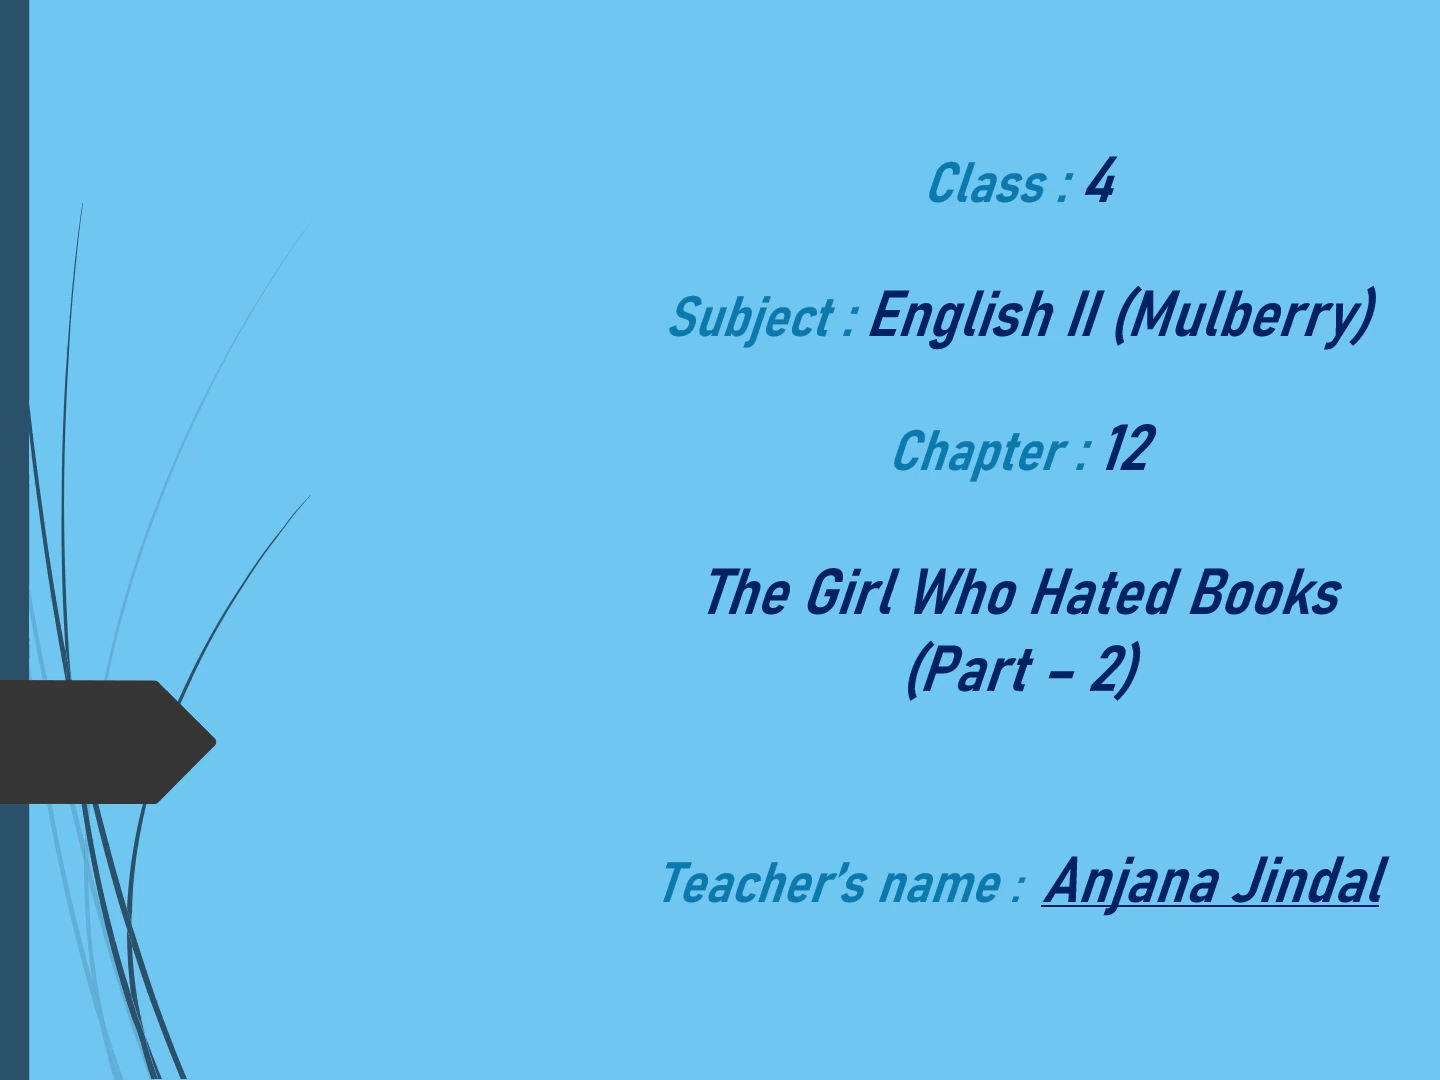 Class : 4
Subject : English II (Mulberry)
Chapter : 12
The Girl Who Hated Books
(Part – 2)
Teacher's name : Anjana Jindal